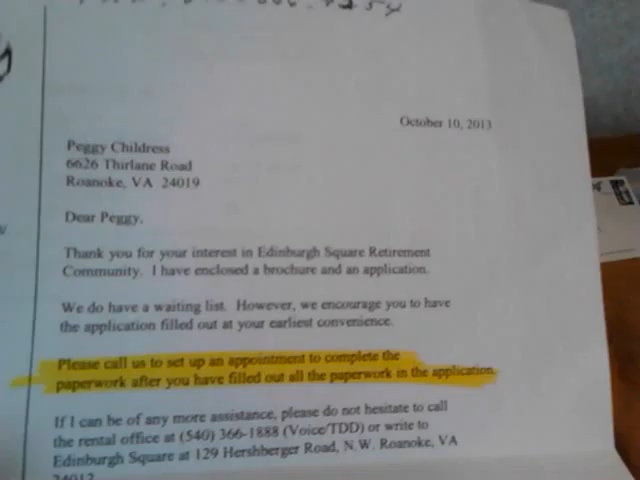 October 10, 2013
Peggy Childress
6626 Thirlane Road
Roanoke, VA 24019
Dear Peggy,
Thank you for your interest in Edinburgh Square Retirement
Community. I have enclosed a brochure and an application.
We do have a waiting list. However, we encourage you to have
the application filled out at your earliest convenience.
Please call us to set up an appointment to complete the
paperwork after you have filled out all the paperwork in the application.
If I can be of any more assistance, please do not hesitate to call
the rental office at (540) 366-1888 (Voice/TDD) or write to
Edinburgh Square at 129 Hershberger Road, N.W. Roanoke, VA
24012